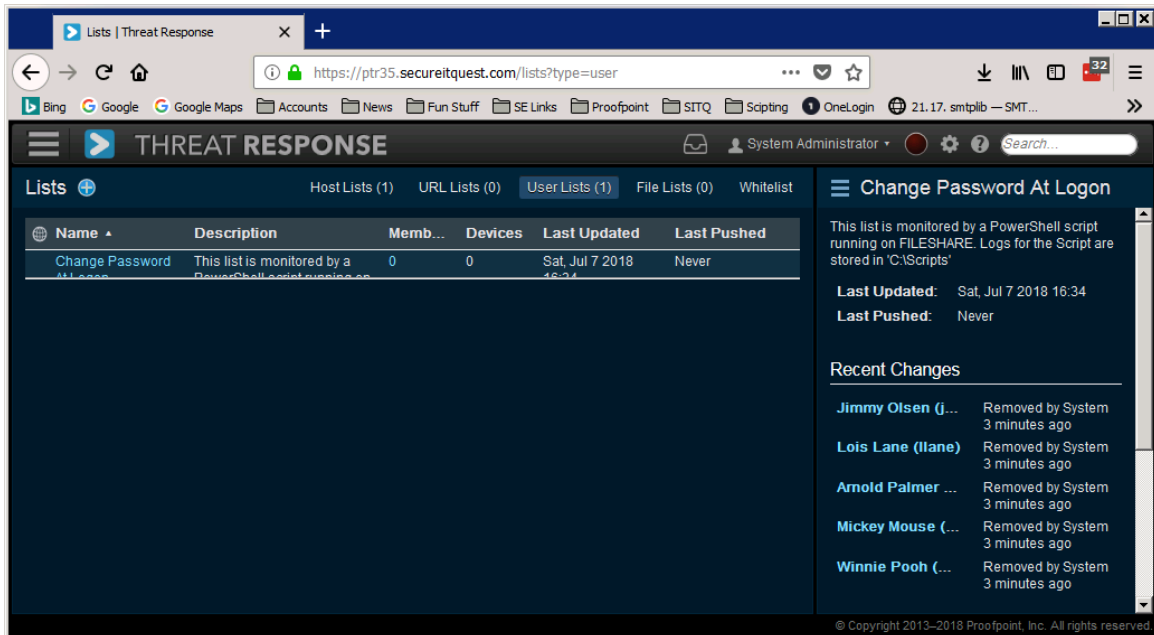 Lists | Threat Response
https://ptr35.secureitquest.com/lists?type=user
32
Bing Google Google Maps Accounts News Fun Stuff SE Links Proofpoint SITQ Scipting OneLogin 21.17. smtplib — SMT...
THREAT RESPONSE System Administrator Search...
Lists Host Lists (1) URL Lists (0) User Lists (1) File Lists (0) Whitelist
Name Description Memb... Devices Last Updated Last Pushed
Change Password This list is monitored by a 0 0 Sat, Jul 7 2018 Never
At Logon PowerShell script running on 16:34
Change Password At Logon
This list is monitored by a PowerShell script
running on FILESHARE. Logs for the Script are
stored in 'C:\Scripts'
Last Updated: Sat, Jul 7 2018 16:34
Last Pushed: Never
Recent Changes
Jimmy Olsen (j... Removed by System
3 minutes ago
Lois Lane (llane) Removed by System
3 minutes ago
Arnold Palmer ... Removed by System
3 minutes ago
Mickey Mouse (... Removed by System
3 minutes ago
Winnie Pooh (... Removed by System
3 minutes ago
© Copyright 2013–2018 Proofpoint, Inc. All rights reserved.